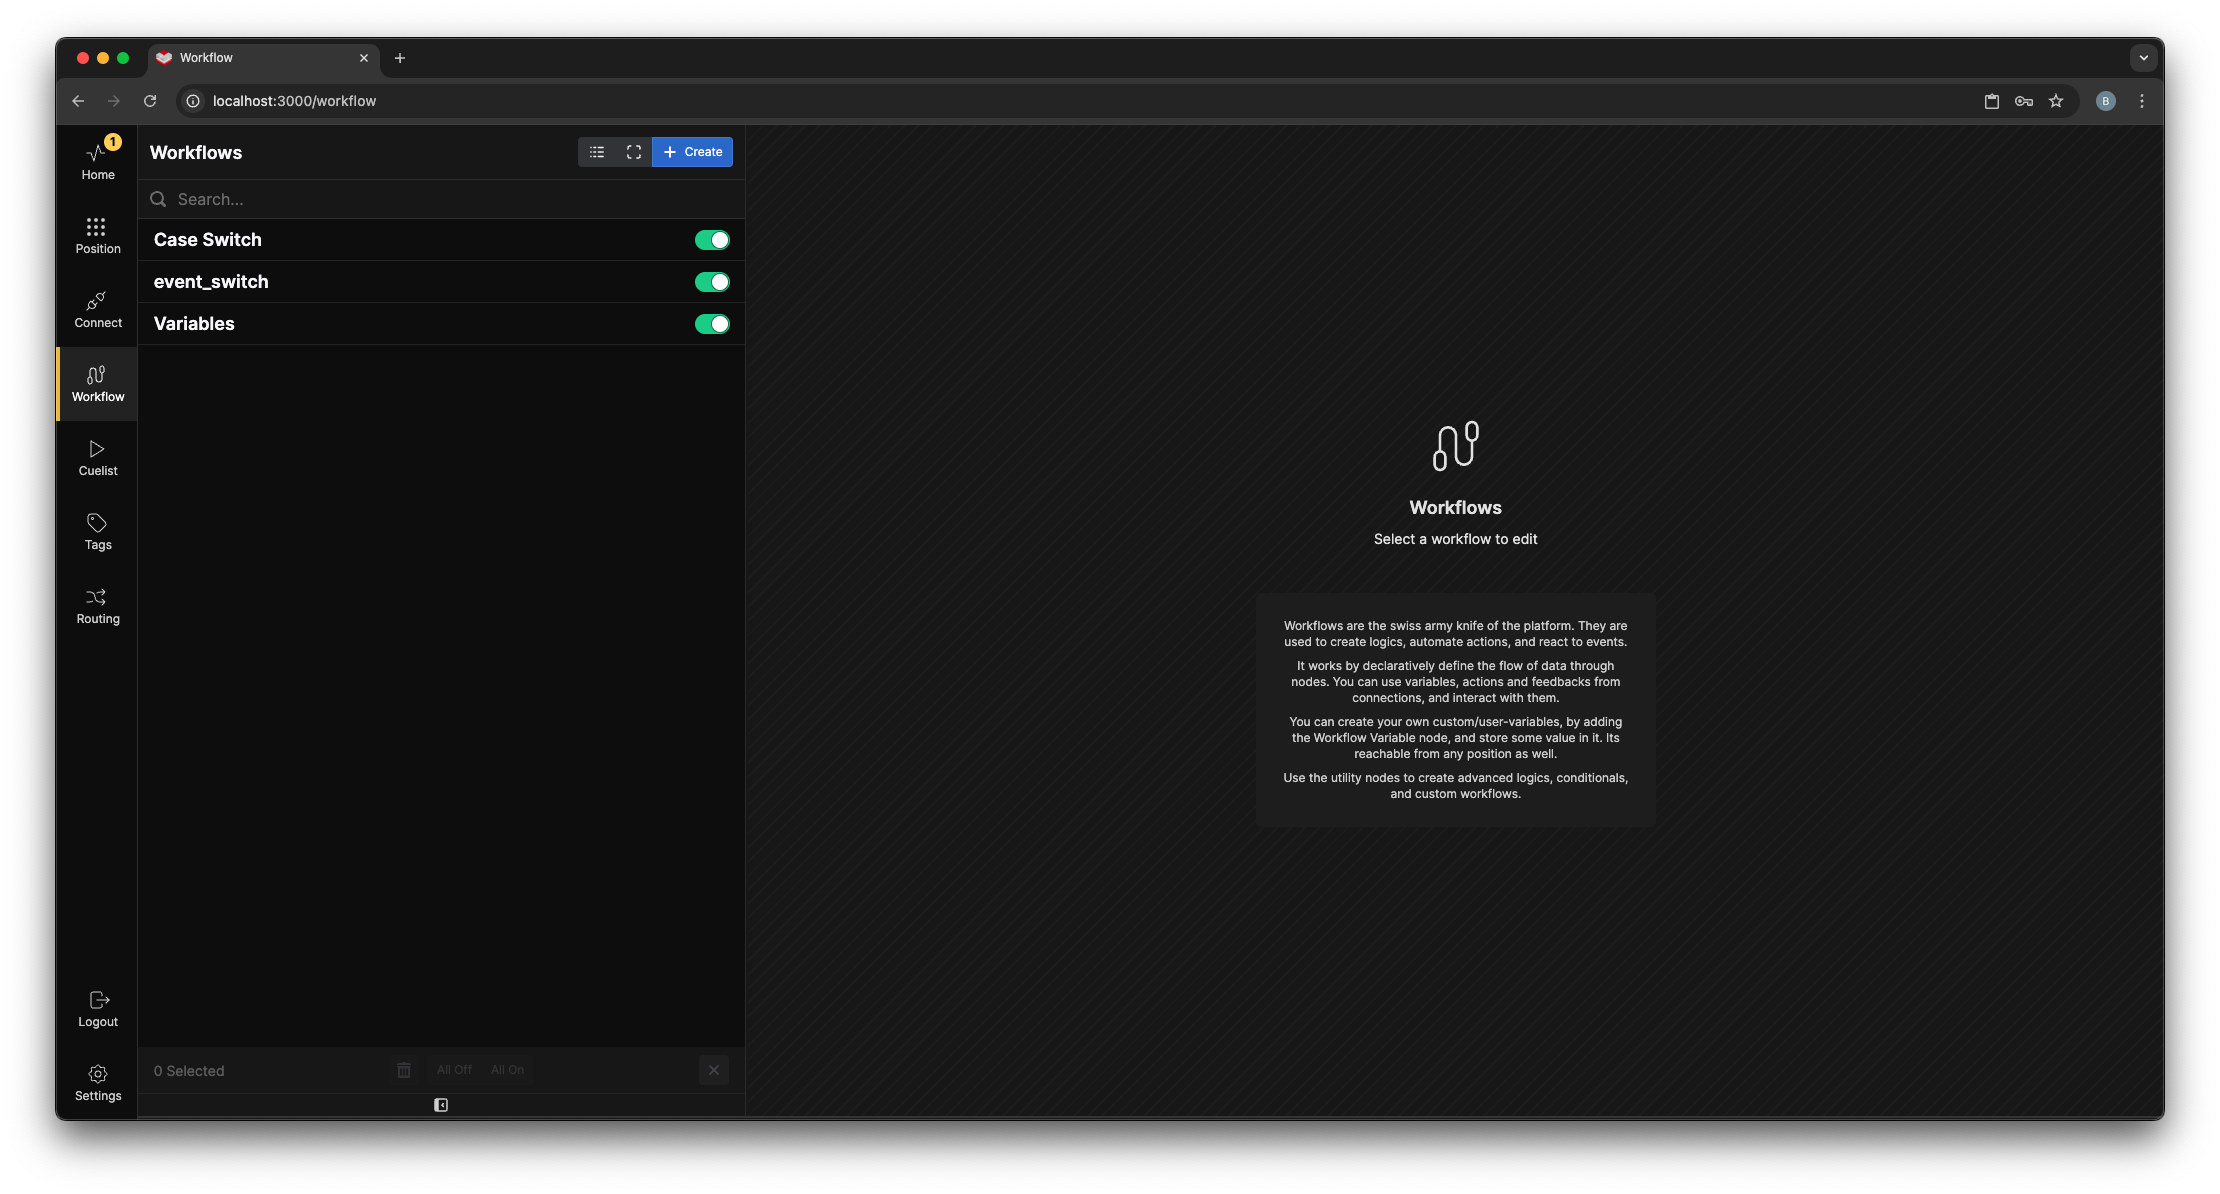 Workflow
localhost:3000/workflow
B
1
Home
Position
Connect
Workflow
Cuelist
Tags
Routing
Logout
Settings
Workflows
Create
Search...
Case Switch
event_switch
Variables
0 Selected
All Off
All On
Workflows
Select a workflow to edit
Workflows are the swiss army knife of the platform. They are
used to create logics, automate actions, and react to events.
It works by declaratively define the flow of data through
nodes. You can use variables, actions and feedbacks from
connections, and interact with them.
You can create your own custom/user-variables, by adding
the Workflow Variable node, and store some value in it. Its
reachable from any position as well.
Use the utility nodes to create advanced logics, conditionals,
and custom workflows.